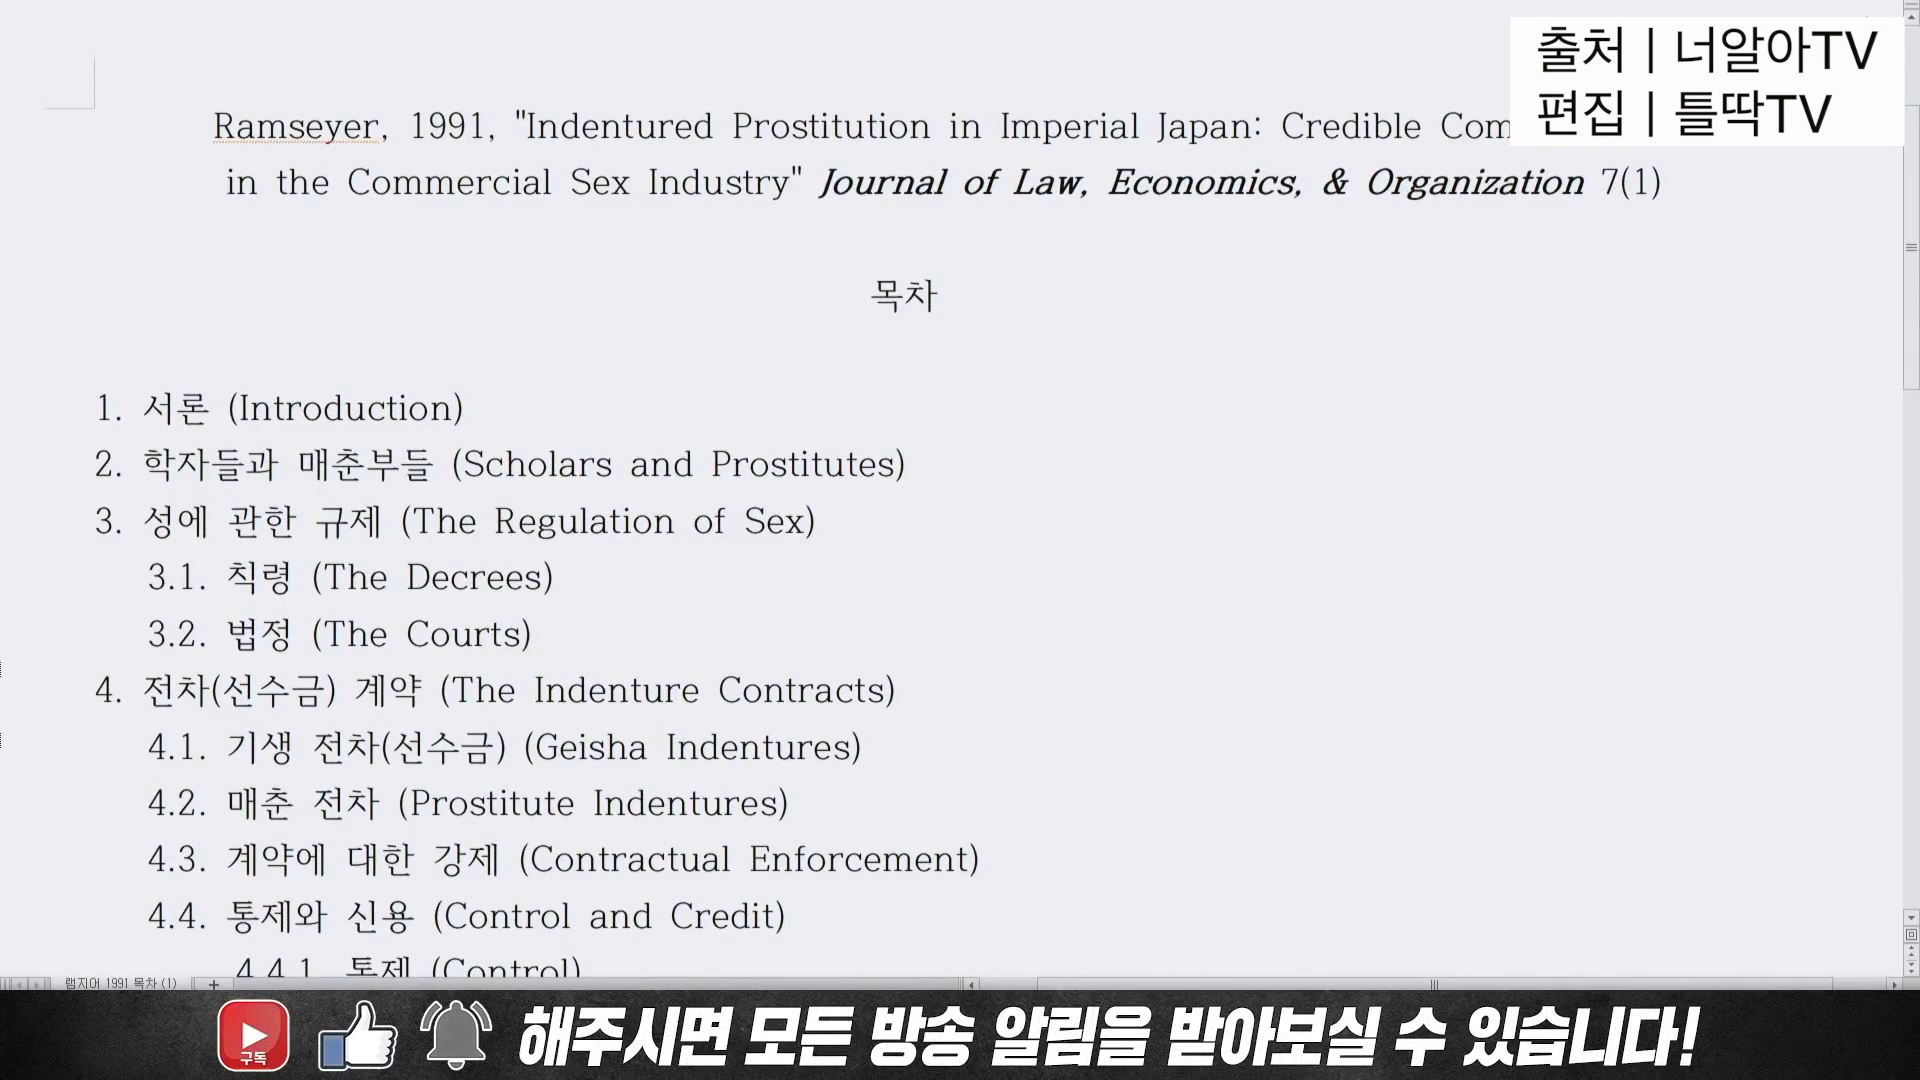 출처 | 너알아TV
편집 | 틀딱TV
Ramseyer, 1991, "Indentured Prostitution in Imperial Japan: Credible Com
in the Commercial Sex Industry" Journal of Law, Economics, & Organization 7(1)
목차
1. 서론 (Introduction)
2. 학자들과 매춘부들 (Scholars and Prostitutes)
3. 성에 관한 규제 (The Regulation of Sex)
3.1. 칙령 (The Decrees)
3.2. 법정 (The Courts)
4. 전차(선수금) 계약 (The Indenture Contracts)
4.1. 기생 전차(선수금) (Geisha Indentures)
4.2. 매춘 전차 (Prostitute Indentures)
4.3. 계약에 대한 강제 (Contractual Enforcement)
4.4. 통제와 신용 (Control and Credit)
4.4.1. 통제 (Control)
램지어 1991 목차 (1)
구독
해주시면 모든 방송 알림을 받아보실 수 있습니다!